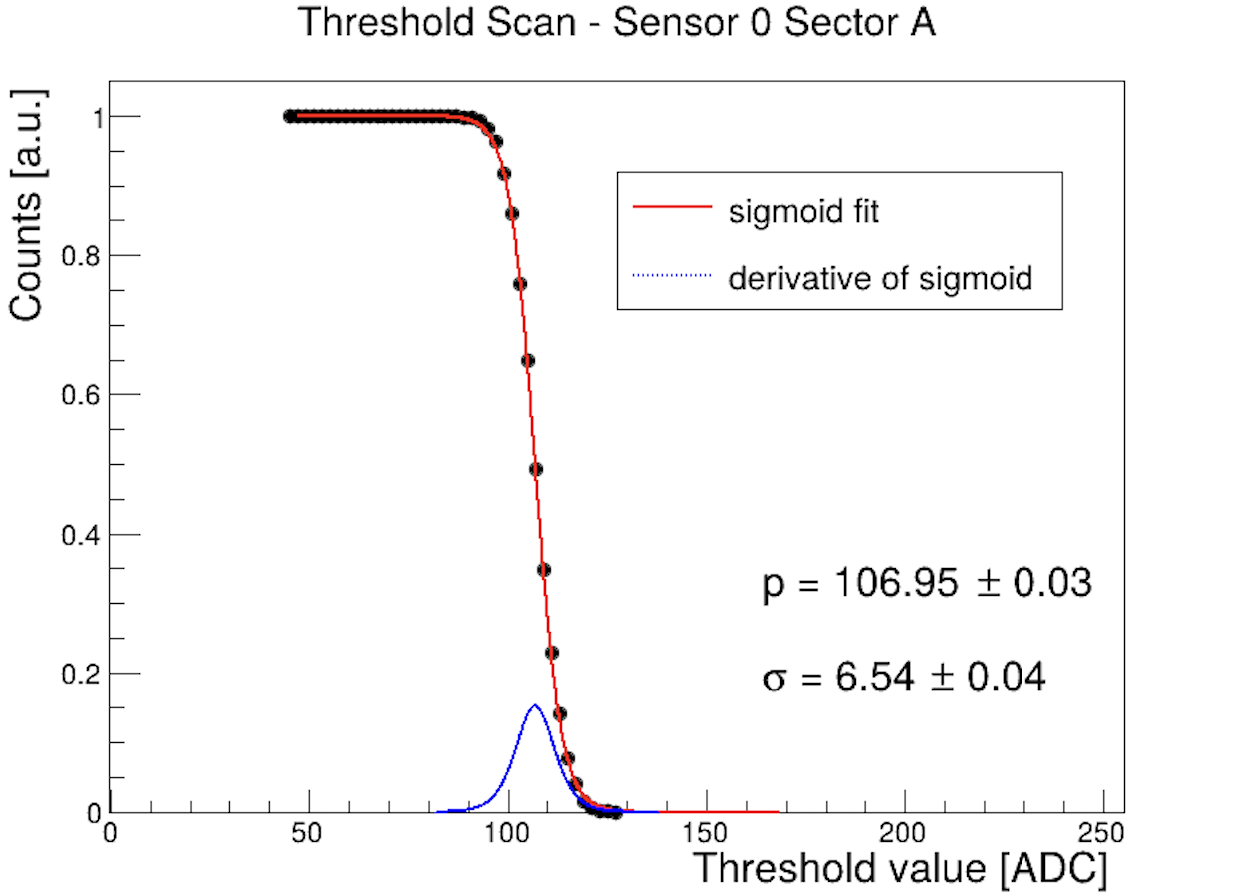 Threshold Scan - Sensor 0 Sector A
Counts [a.u.]
1
0.8
0.6
0.4
0.2
0
sigmoid fit
derivative of sigmoid
p = 106.95 ± 0.03
σ = 6.54 ± 0.04
0 50 100 150 200 250
Threshold value [ADC]